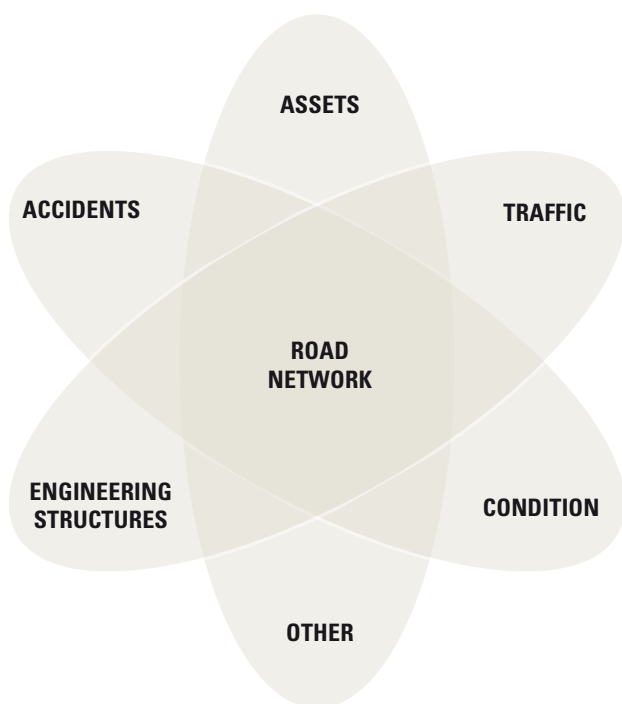 ASSETS
ACCIDENTS
TRAFFIC
ROAD
NETWORK
ENGINEERING
STRUCTURES
CONDITION
OTHER